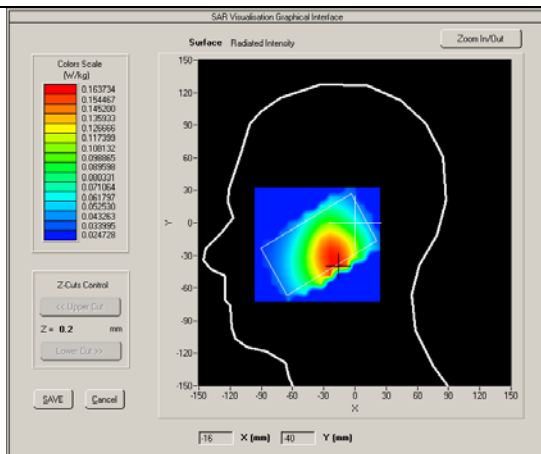 SAR Visualisation Graphical Interface
Surface Radiated Intensity
Zoom In/Out
Colors Scale
(W/kg)
0.163734
0.154467
0.145200
0.135933
0.126666
0.117399
0.108132
0.098865
0.089598
0.080331
0.071064
0.061797
0.052530
0.043263
0.033995
0.024728
Z-Cuts Control
<< Upper Cut
Z = 0.2 mm
Lower Cut >>
SAVE Cancel
150-
120-
90-
60-
30-
0-
-30-
-60-
-90-
-120-
-150-
Y
-150 -120 -90 -60 -30 0 30 60 90 120 150
X
-16 X (mm) -40 Y (mm)